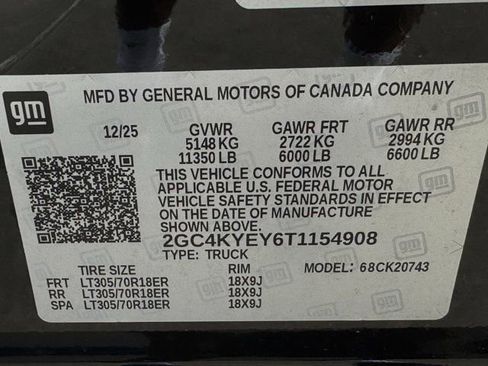 gm
MFD BY GENERAL MOTORS OF CANADA COMPANY
12/25 GVWR GAWR FRT GAWR RR
5148 KG 2722 KG 2994 KG
11350 LB 6000 LB 6600 LB
THIS VEHICLE CONFORMS TO ALL
APPLICABLE U.S. FEDERAL MOTOR
VEHICLE SAFETY STANDARDS IN EFFECT
ON THE DATE OF MANUFACTURE
SHOWN ABOVE.
2GC4KYEY6T1154908
TYPE: TRUCK MODEL: 68CK20743
TIRE SIZE RIM
FRT LT305/70R18ER 18X9J
RR LT305/70R18ER 18X9J
SPA LT305/70R18ER 18X9J